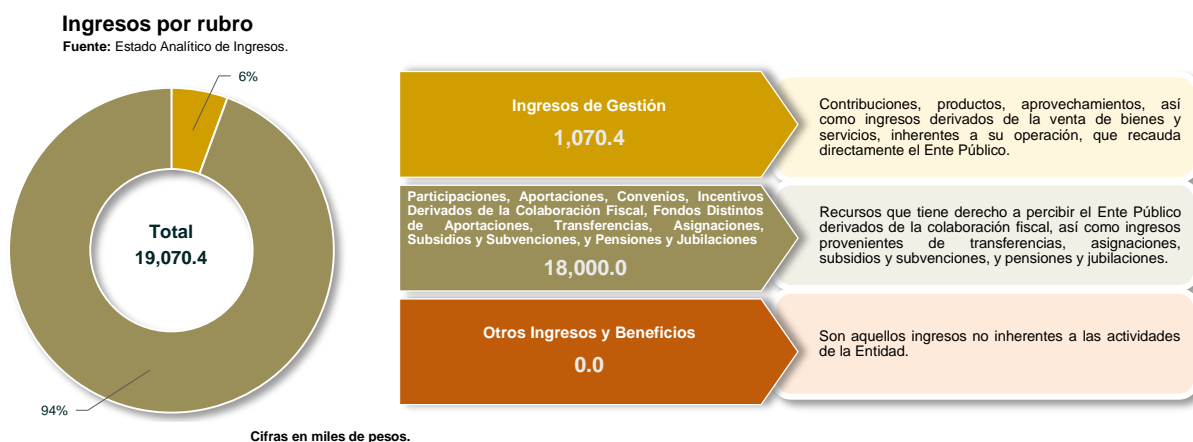 Ingresos por rubro
Fuente: Estado Analítico de Ingresos.
6%
Total
19,070.4
94%
Ingresos de Gestión
1,070.4
Contribuciones, productos, aprovechamientos, así
como ingresos derivados de la venta de bienes y
servicios, inherentes a su operación, que recauda
directamente el Ente Público.
Participaciones, Aportaciones, Convenios, Incentivos
Derivados de la Colaboración Fiscal, Fondos Distintos
de Aportaciones, Transferencias, Asignaciones,
Subsidios y Subvenciones, y Pensiones y Jubilaciones
18,000.0
Recursos que tiene derecho a percibir el Ente Público
derivados de la colaboración fiscal, así como ingresos
provenientes de transferencias, asignaciones,
subsidios y subvenciones, y pensiones y jubilaciones.
Otros Ingresos y Beneficios
0.0
Son aquellos ingresos no inherentes a las actividades
de la Entidad.
Cifras en miles de pesos.